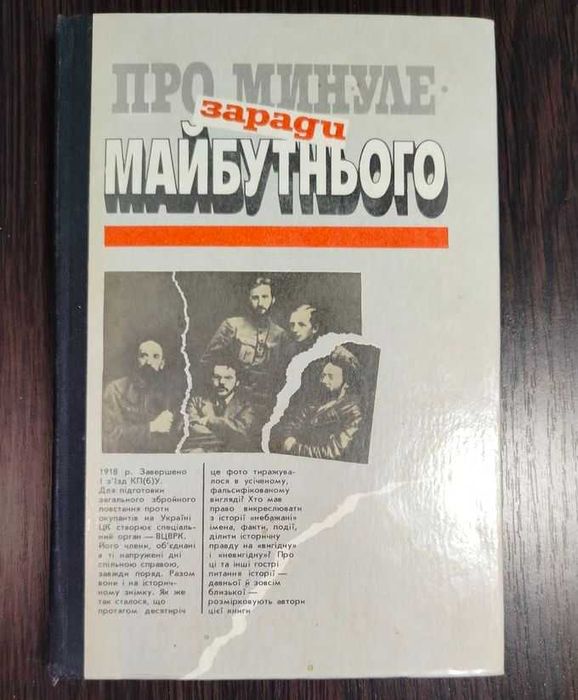 ПРО МИНУЛЕ
заради
МАЙБУТНЬОГО
1918 р. Завершено
I з'їзд КП(б)У.
Для підготовки
загального збройного
повстання проти
окупантів на Україні
ЦК створює спеціаль-
ний орган — ВЦВРК.
Його члени, об'єднані
в ті напружені дні
спільною справою,
завжди поряд. Разом
вони і на історич-
ному знімку. Як же
так сталося, що
протягом десятиріч
це фото тиражува-
лося в усіченому,
фальсифікованому
вигляді? Хто мав
право викреслювати
з історії «небажані»
імена, факти, події,
ділити історичну
правду на «вигідну»
і «невигідну»? Про
ці та інші гострі
питання історії —
давньої й зовсім
близької —
розмірковують автори
цієї книги